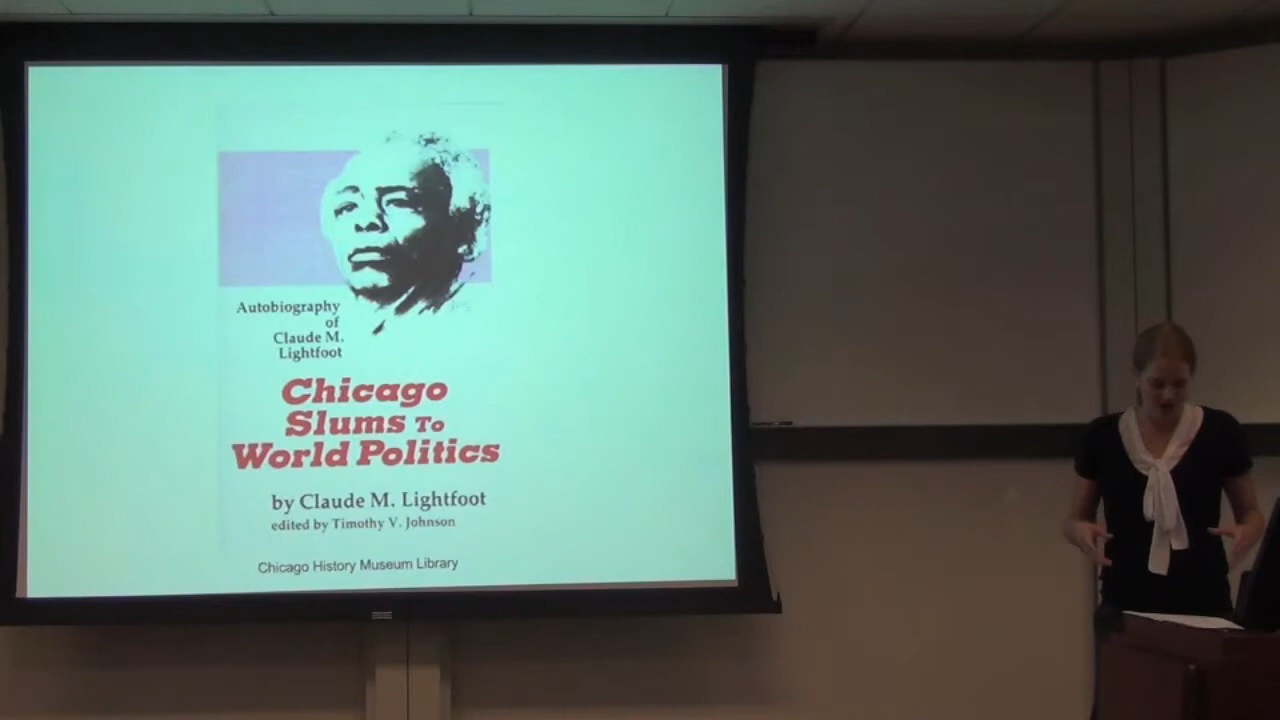 Autobiography
of
Claude M.
Lightfoot
Chicago
Slums To
World Politics
by Claude M. Lightfoot
edited by Timothy V. Johnson
Chicago History Museum Library